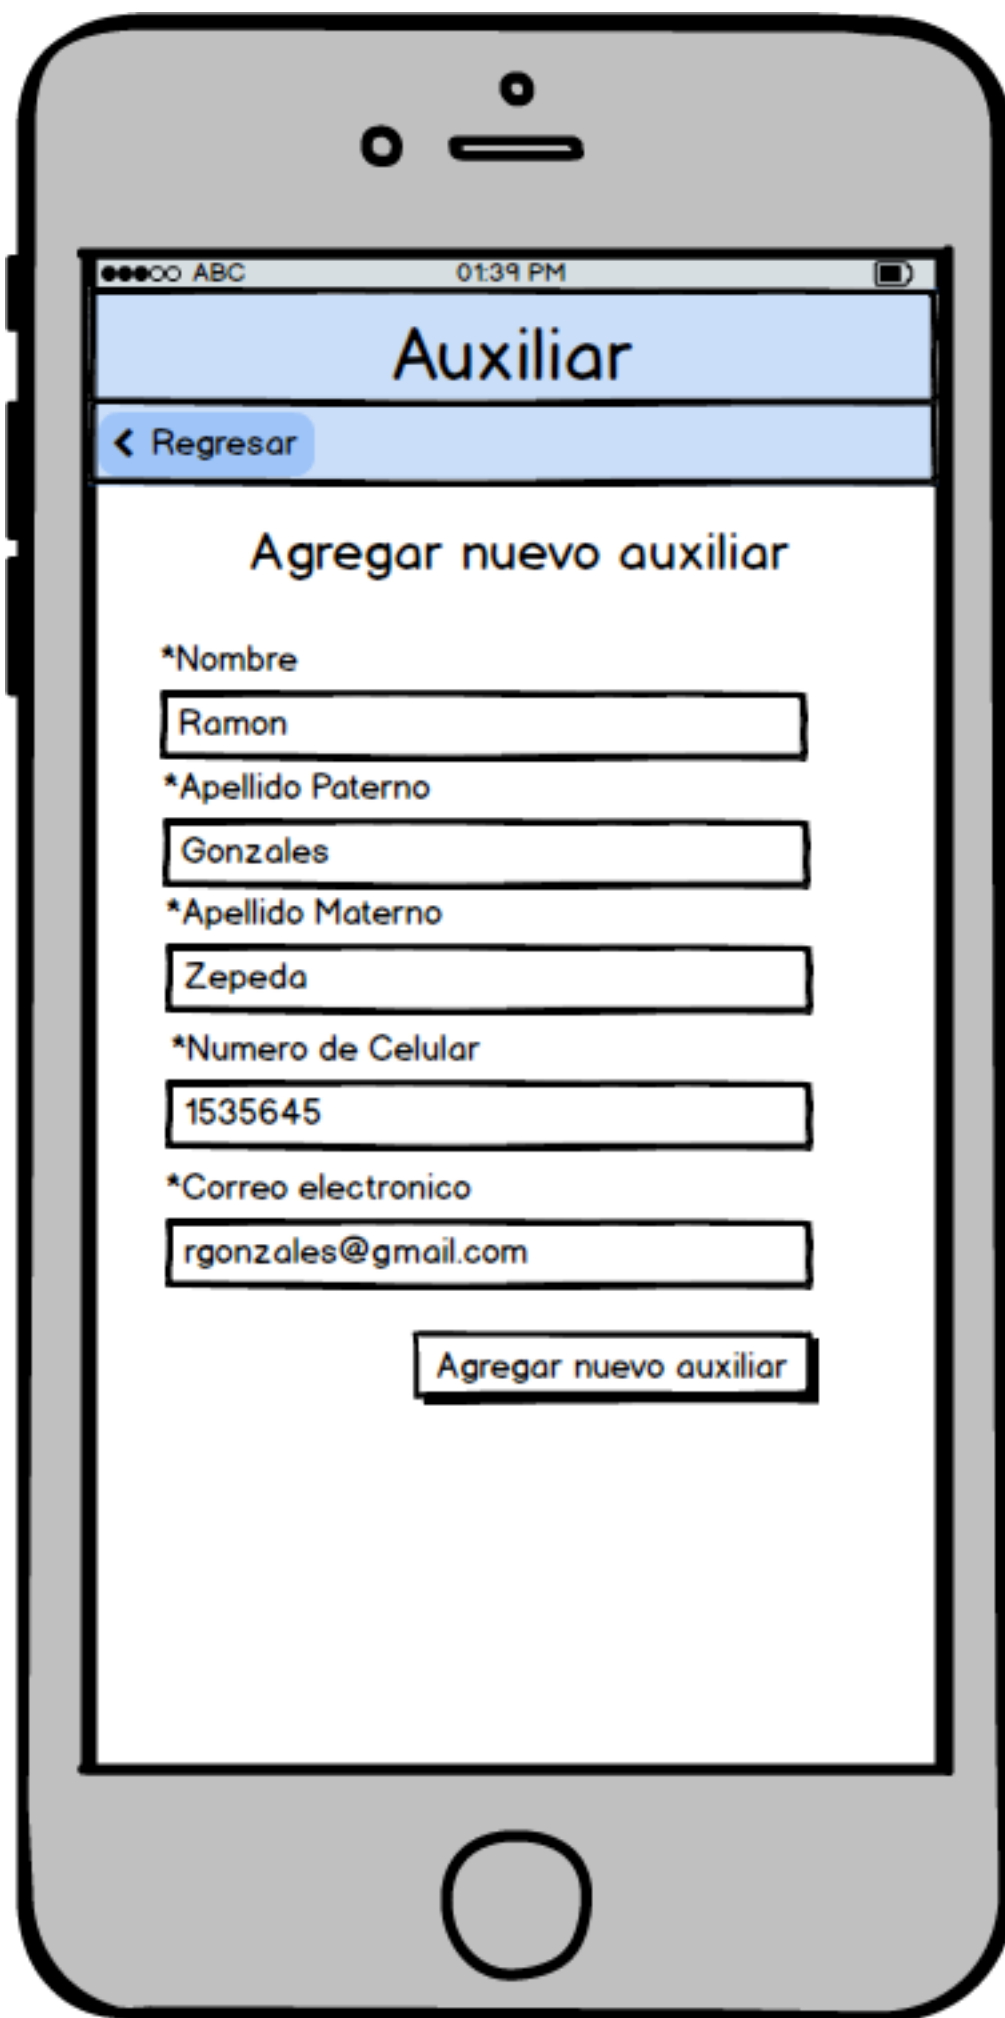 ABC 01:39 PM
Auxiliar
Regresar
Agregar nuevo auxiliar
*Nombre
Ramon
*Apellido Paterno
Gonzales
*Apellido Materno
Zepeda
*Numero de Celular
1535645
*Correo electronico
rgonzales@gmail.com
Agregar nuevo auxiliar